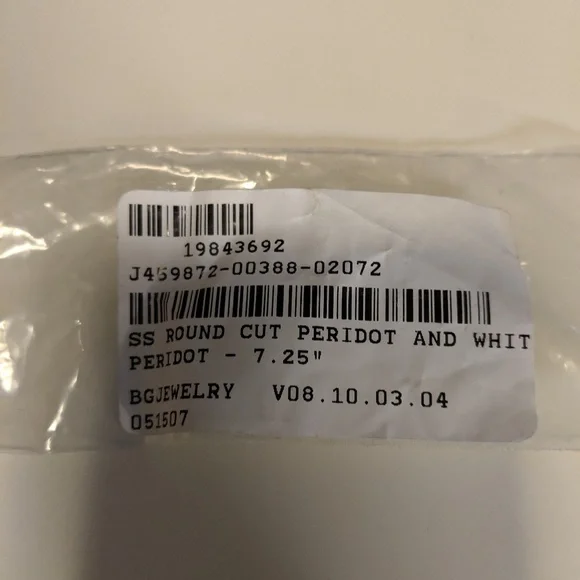 19843692
J469872-00388-02072
SS ROUND CUT PERIDOT AND WHIT
PERIDOT - 7.25"
BGJEWELRY V08.10.03.04
051507